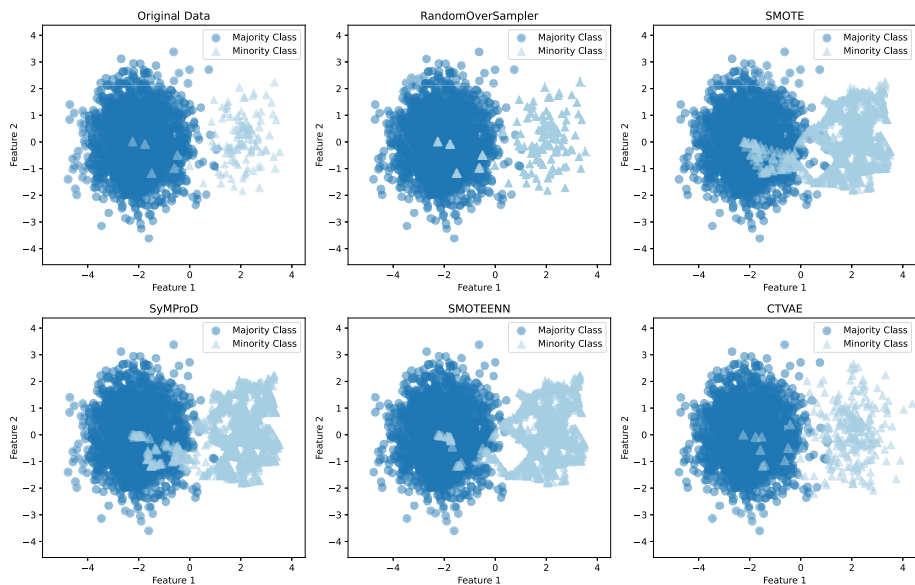 Original Data
4
3
2
1
0
−1
−2
−3
−4
Feature 2
−4
−2
0
2
4
Feature 1
Majority Class
Minority Class
RandomOverSampler
4
3
2
1
0
−1
−2
−3
−4
Feature 2
−4
−2
0
2
4
Feature 1
Majority Class
Minority Class
SMOTE
4
3
2
1
0
−1
−2
−3
−4
Feature 2
−4
−2
0
2
4
Feature 1
Majority Class
Minority Class
SyMProD
4
3
2
1
0
−1
−2
−3
−4
Feature 2
−4
−2
0
2
4
Feature 1
Majority Class
Minority Class
SMOTEENN
4
3
2
1
0
−1
−2
−3
−4
Feature 2
−4
−2
0
2
4
Feature 1
Majority Class
Minority Class
CTVAE
4
3
2
1
0
−1
−2
−3
−4
Feature 2
−4
−2
0
2
4
Feature 1
Majority Class
Minority Class